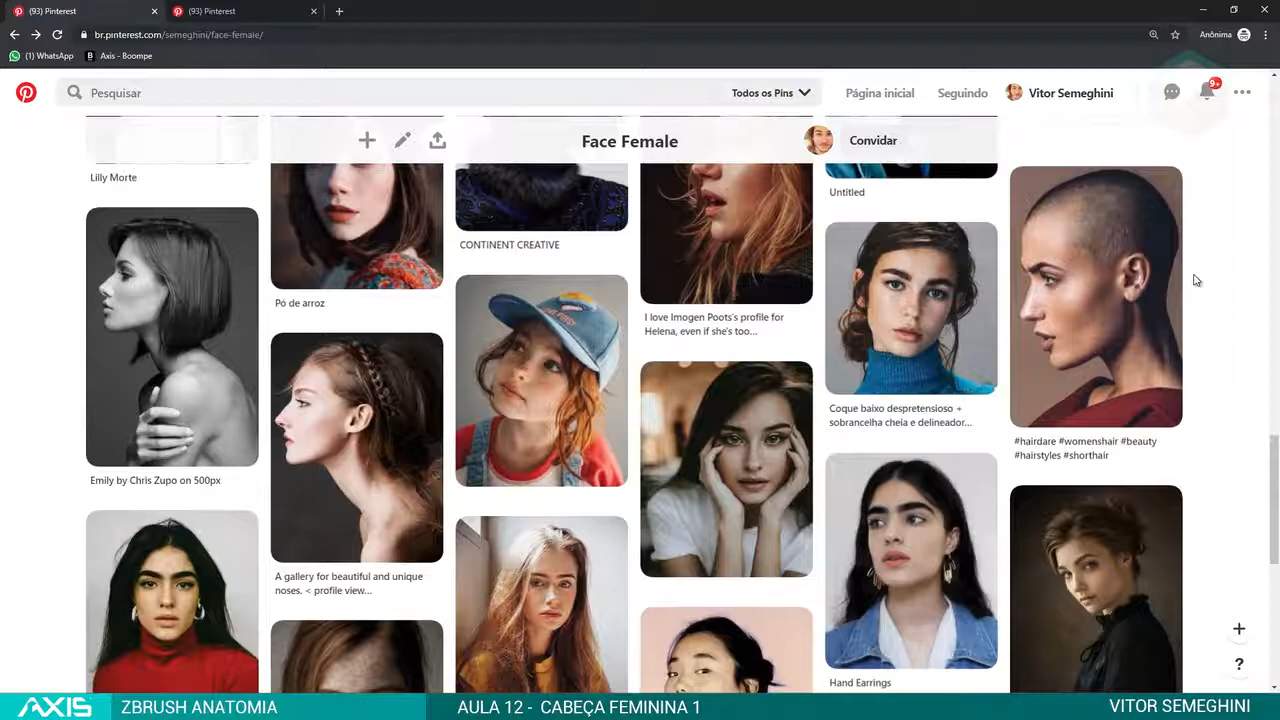 (93) Pinterest
(93) Pinterest
br.pinterest.com/semeghini/face-female/
Anônima
(1) WhatsApp
B Axis - Boompe
Pesquisar
Todos os Pins
Página inicial
Seguindo
Vitor Semeghini
9+
Face Female
Convidar
Lilly Morte
Untitled
CONTINENT CREATIVE
Pó de arroz
I love Imogen Poots's profile for
Helena, even if she's too...
Coque baixo despretensioso +
sobrancelha cheia e delineador...
#hairdare #womenshair #beauty
#hairstyles #shorthair
Emily by Chris Zupo on 500px
A gallery for beautiful and unique
noses. < profile view...
Hand Earrings
+
?
AXIS
ZBRUSH ANATOMIA
AULA 12 - CABEÇA FEMININA 1
VITOR SEMEGHINI